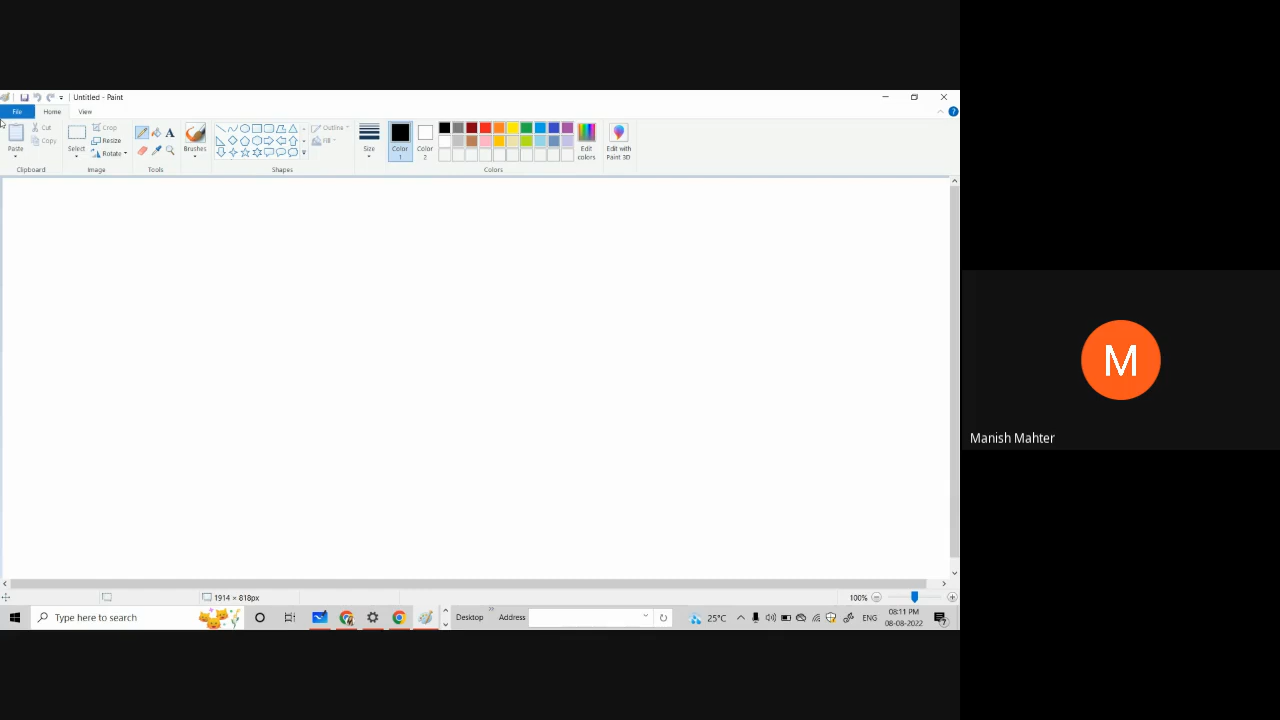 Untitled - Paint
File Home View
Paste
Cut
Copy
Clipboard
Select
Crop
Resize
Rotate
Image
A
Tools
Brushes
Shapes
Outline
Fill
Size
Color 1
Color 2
Colors
Edit colors
Edit with Paint 3D
1914 × 818px
100%
Type here to search
Desktop
Address
25°C
ENG
08:11 PM
08-08-2022
7
M
Manish Mahter